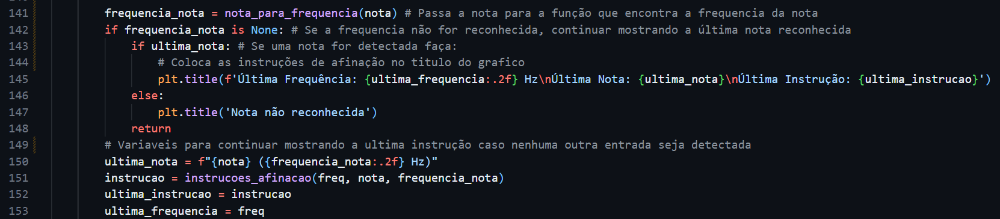 141 frequencia_nota = nota_para_frequencia(nota) # Passa a nota para a função que encontra a frequencia da nota
142 if frequencia_nota is None: # Se a frequencia não for reconhecida, continuar mostrando a última nota reconhecida
143 if ultima_nota: # Se uma nota for detectada faça:
144 # Coloca as instruções de afinação no titulo do grafico
145 plt.title(f'Última Frequência: {ultima_frequencia:.2f} Hz\nÚltima Nota: {ultima_nota}\nÚltima Instrução: {ultima_instrucao}')
146 else:
147 plt.title('Nota não reconhecida')
148 return
149 # Variaveis para continuar mostrando a ultima instrução caso nenhuma outra entrada seja detectada
150 ultima_nota = f"{nota} ({frequencia_nota:.2f} Hz)"
151 instrucao = instrucoes_afinacao(freq, nota, frequencia_nota)
152 ultima_instrucao = instrucao
153 ultima_frequencia = freq